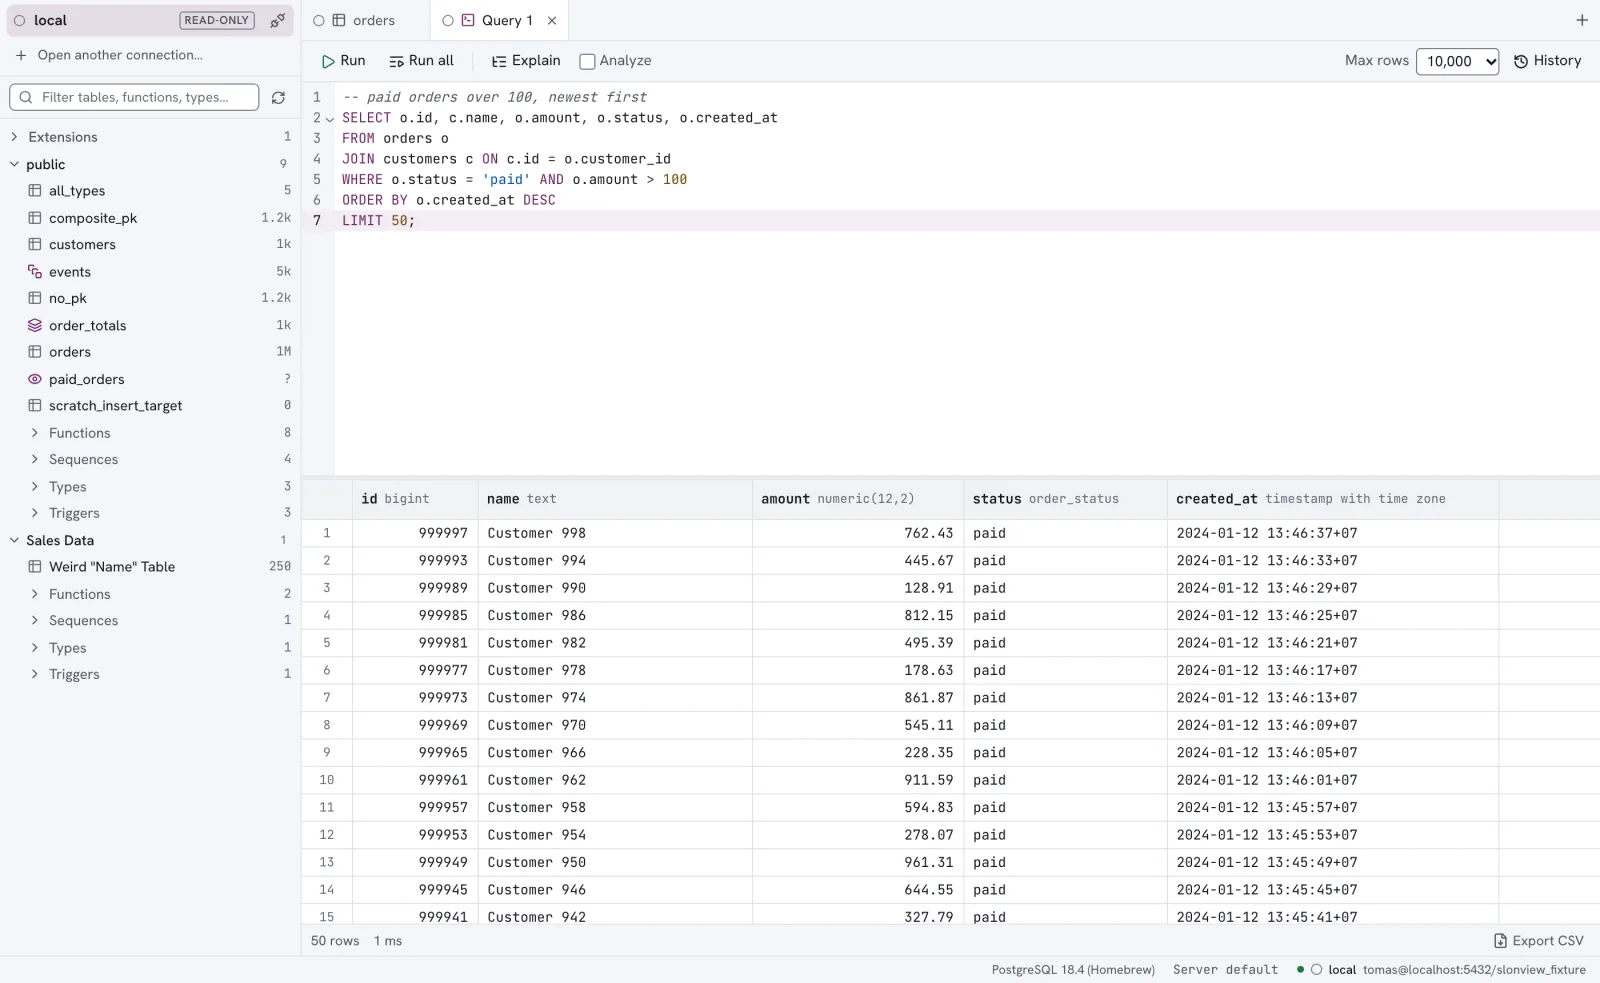 local READ-ONLY
Open another connection...
Filter tables, functions, types...
Extensions 1
public 9
all_types 5
composite_pk 1.2k
customers 1k
events 5k
no_pk 1.2k
order_totals 1k
orders 1M
paid_orders ?
scratch_insert_target 0
Functions 8
Sequences 4
Types 3
Triggers 3
Sales Data 1
Weird "Name" Table 250
Functions 2
Sequences 1
Types 1
Triggers 1
orders Query 1
Run Run all Explain Analyze Max rows 10,000 History
1 -- paid orders over 100, newest first
2 SELECT o.id, c.name, o.amount, o.status, o.created_at
3 FROM orders o
4 JOIN customers c ON c.id = o.customer_id
5 WHERE o.status = 'paid' AND o.amount > 100
6 ORDER BY o.created_at DESC
7 LIMIT 50;
id bigint name text amount numeric(12,2) status order_status created_at timestamp with time zone
1 999997 Customer 998 762.43 paid 2024-01-12 13:46:37+07
2 999993 Customer 994 445.67 paid 2024-01-12 13:46:33+07
3 999989 Customer 990 128.91 paid 2024-01-12 13:46:29+07
4 999985 Customer 986 812.15 paid 2024-01-12 13:46:25+07
5 999981 Customer 982 495.39 paid 2024-01-12 13:46:21+07
6 999977 Customer 978 178.63 paid 2024-01-12 13:46:17+07
7 999973 Customer 974 861.87 paid 2024-01-12 13:46:13+07
8 999969 Customer 970 545.11 paid 2024-01-12 13:46:09+07
9 999965 Customer 966 228.35 paid 2024-01-12 13:46:05+07
10 999961 Customer 962 911.59 paid 2024-01-12 13:46:01+07
11 999957 Customer 958 594.83 paid 2024-01-12 13:45:57+07
12 999953 Customer 954 278.07 paid 2024-01-12 13:45:53+07
13 999949 Customer 950 961.31 paid 2024-01-12 13:45:49+07
14 999945 Customer 946 644.55 paid 2024-01-12 13:45:45+07
15 999941 Customer 942 327.79 paid 2024-01-12 13:45:41+07
50 rows 1 ms Export CSV
PostgreSQL 18.4 (Homebrew) Server default local tomas@localhost:5432/slonview_fixture